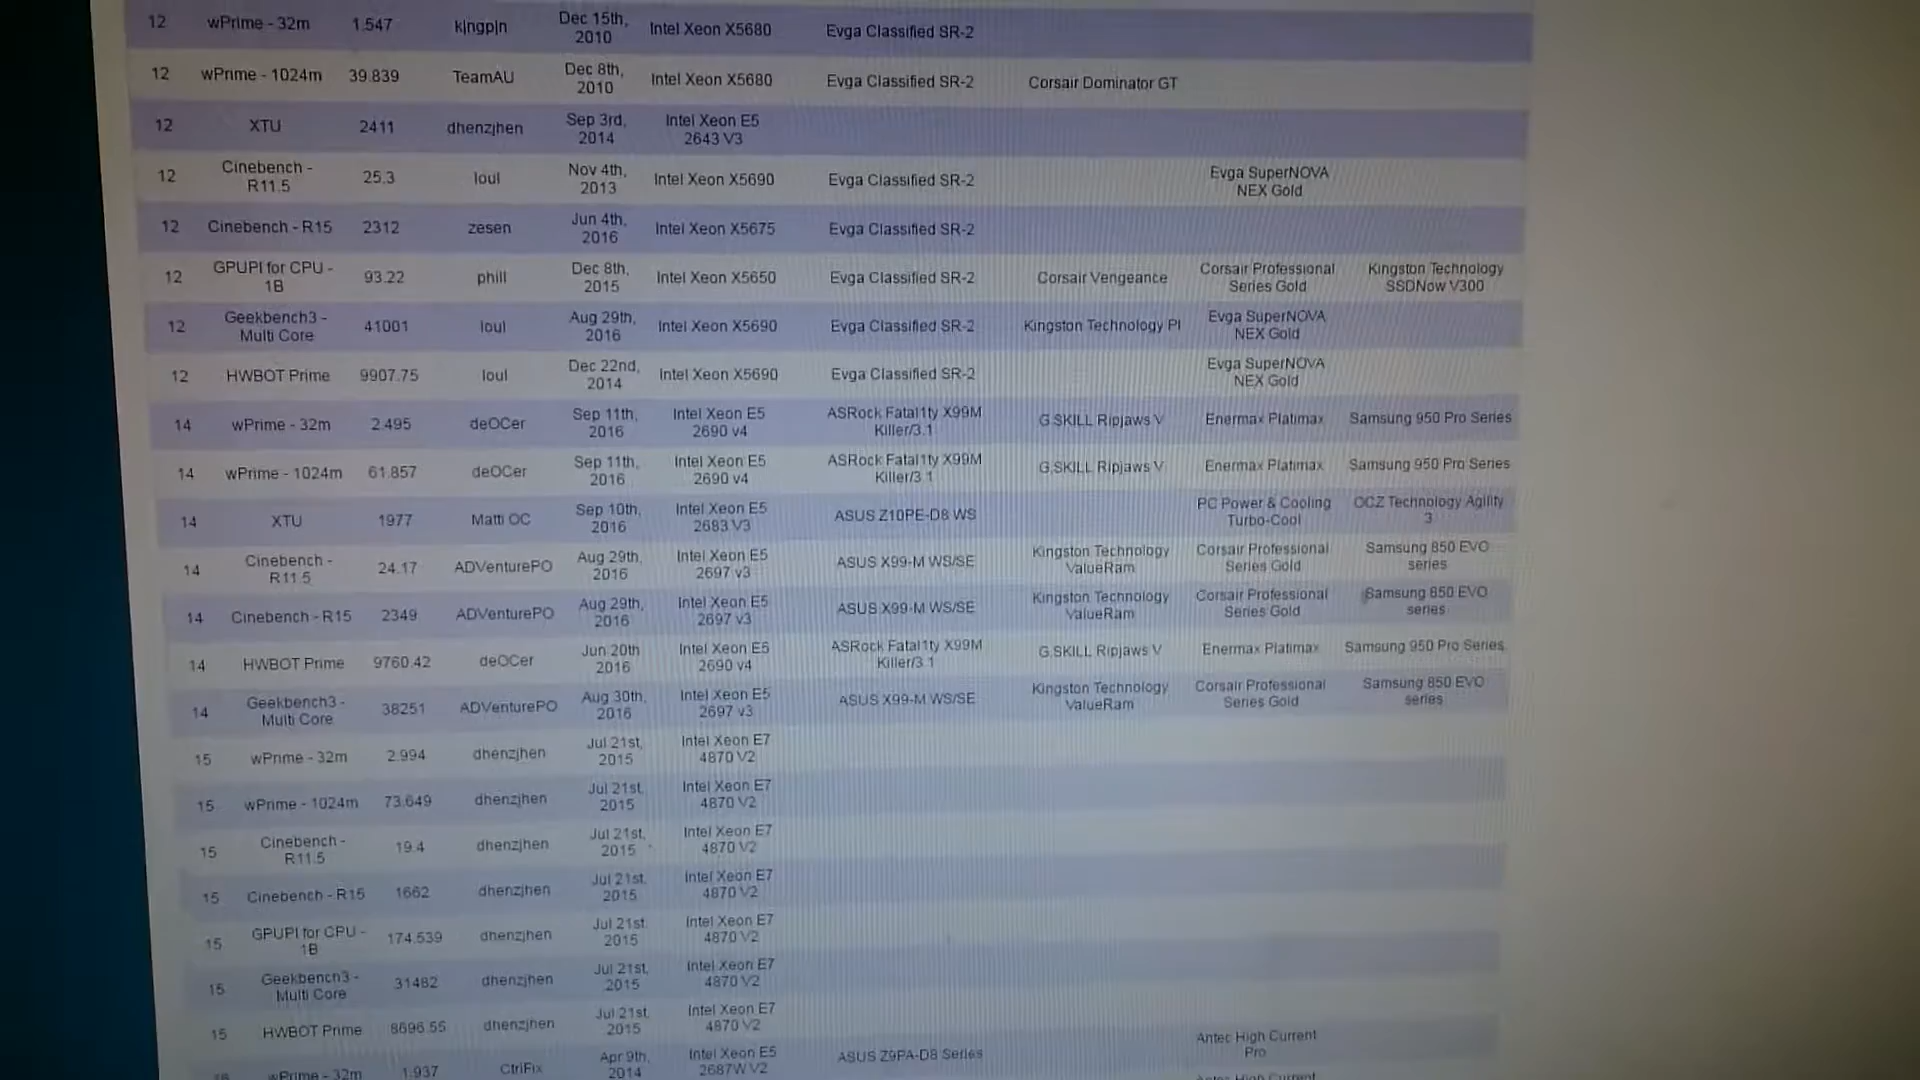 12 wPrime - 32m 1.547 k|ngp|n Dec 15th, 2010 Intel Xeon X5680 Evga Classified SR-2
12 wPrime - 1024m 39.839 TeamAU Dec 8th, 2010 Intel Xeon X5680 Evga Classified SR-2 Corsair Dominator GT
12 XTU 2411 dhenzjhen Sep 3rd, 2014 Intel Xeon E5 2643 V3
12 Cinebench - R11.5 25.3 loul Nov 4th, 2013 Intel Xeon X5690 Evga Classified SR-2 Evga SuperNOVA NEX Gold
12 Cinebench - R15 2312 zesen Jun 4th, 2016 Intel Xeon X5675 Evga Classified SR-2
12 GPUPI for CPU - 1B 93.22 phill Dec 8th, 2015 Intel Xeon X5650 Evga Classified SR-2 Corsair Vengeance Corsair Professional Series Gold Kingston Technology SSDNow V300
12 Geekbench3 - Multi Core 41001 loul Aug 29th, 2016 Intel Xeon X5690 Evga Classified SR-2 Kingston Technology PI Evga SuperNOVA NEX Gold
12 HWBOT Prime 9907.75 loul Dec 22nd, 2014 Intel Xeon X5690 Evga Classified SR-2 Evga SuperNOVA NEX Gold
14 wPrime - 32m 2.495 deOCer Sep 11th, 2016 Intel Xeon E5 2690 v4 ASRock Fatal1ty X99M Killer/3.1 G.SKILL Ripjaws V Enermax Platimax Samsung 950 Pro Series
14 wPrime - 1024m 61.857 deOCer Sep 11th, 2016 Intel Xeon E5 2690 v4 ASRock Fatal1ty X99M Killer/3.1 G.SKILL Ripjaws V Enermax Platimax Samsung 950 Pro Series
14 XTU 1977 Matti OC Sep 10th, 2016 Intel Xeon E5 2683 V3 ASUS Z10PE-D8 WS PC Power & Cooling Turbo-Cool OCZ Technology Agility 3
14 Cinebench - R11.5 24.17 ADVenturePO Aug 29th, 2016 Intel Xeon E5 2697 v3 ASUS X99-M WS/SE Kingston Technology ValueRam Corsair Professional Series Gold Samsung 850 EVO series
14 Cinebench - R15 2349 ADVenturePO Aug 29th, 2016 Intel Xeon E5 2697 v3 ASUS X99-M WS/SE Kingston Technology ValueRam Corsair Professional Series Gold Samsung 850 EVO series
14 HWBOT Prime 9760.42 deOCer Jun 20th 2016 Intel Xeon E5 2690 v4 ASRock Fatal1ty X99M Killer/3.1 G.SKILL Ripjaws V Enermax Platimax Samsung 950 Pro Series
14 Geekbench3 - Multi Core 38251 ADVenturePO Aug 30th, 2016 Intel Xeon E5 2697 v3 ASUS X99-M WS/SE Kingston Technology ValueRam Corsair Professional Series Gold Samsung 850 EVO series
15 wPrime - 32m 2.994 dhenzjhen Jul 21st, 2015 Intel Xeon E7 4870 V2
15 wPrime - 1024m 73.649 dhenzjhen Jul 21st, 2015 Intel Xeon E7 4870 V2
15 Cinebench - R11.5 19.4 dhenzjhen Jul 21st, 2015 Intel Xeon E7 4870 V2
15 Cinebench - R15 1662 dhenzjhen Jul 21st, 2015 Intel Xeon E7 4870 V2
15 GPUPI for CPU - 1B 174.539 dhenzjhen Jul 21st, 2015 Intel Xeon E7 4870 V2
15 Geekbench3 - Multi Core 31482 dhenzjhen Jul 21st, 2015 Intel Xeon E7 4870 V2
15 HWBOT Prime 8696.55 dhenzjhen Jul 21st, 2015 Intel Xeon E7 4870 V2
wPrime - 32m 1.937 CtrlFix Apr 9th, 2014 Intel Xeon E5 2687W V2 ASUS Z9PA-D8 Series Antec High Current Pro
Antec High Current